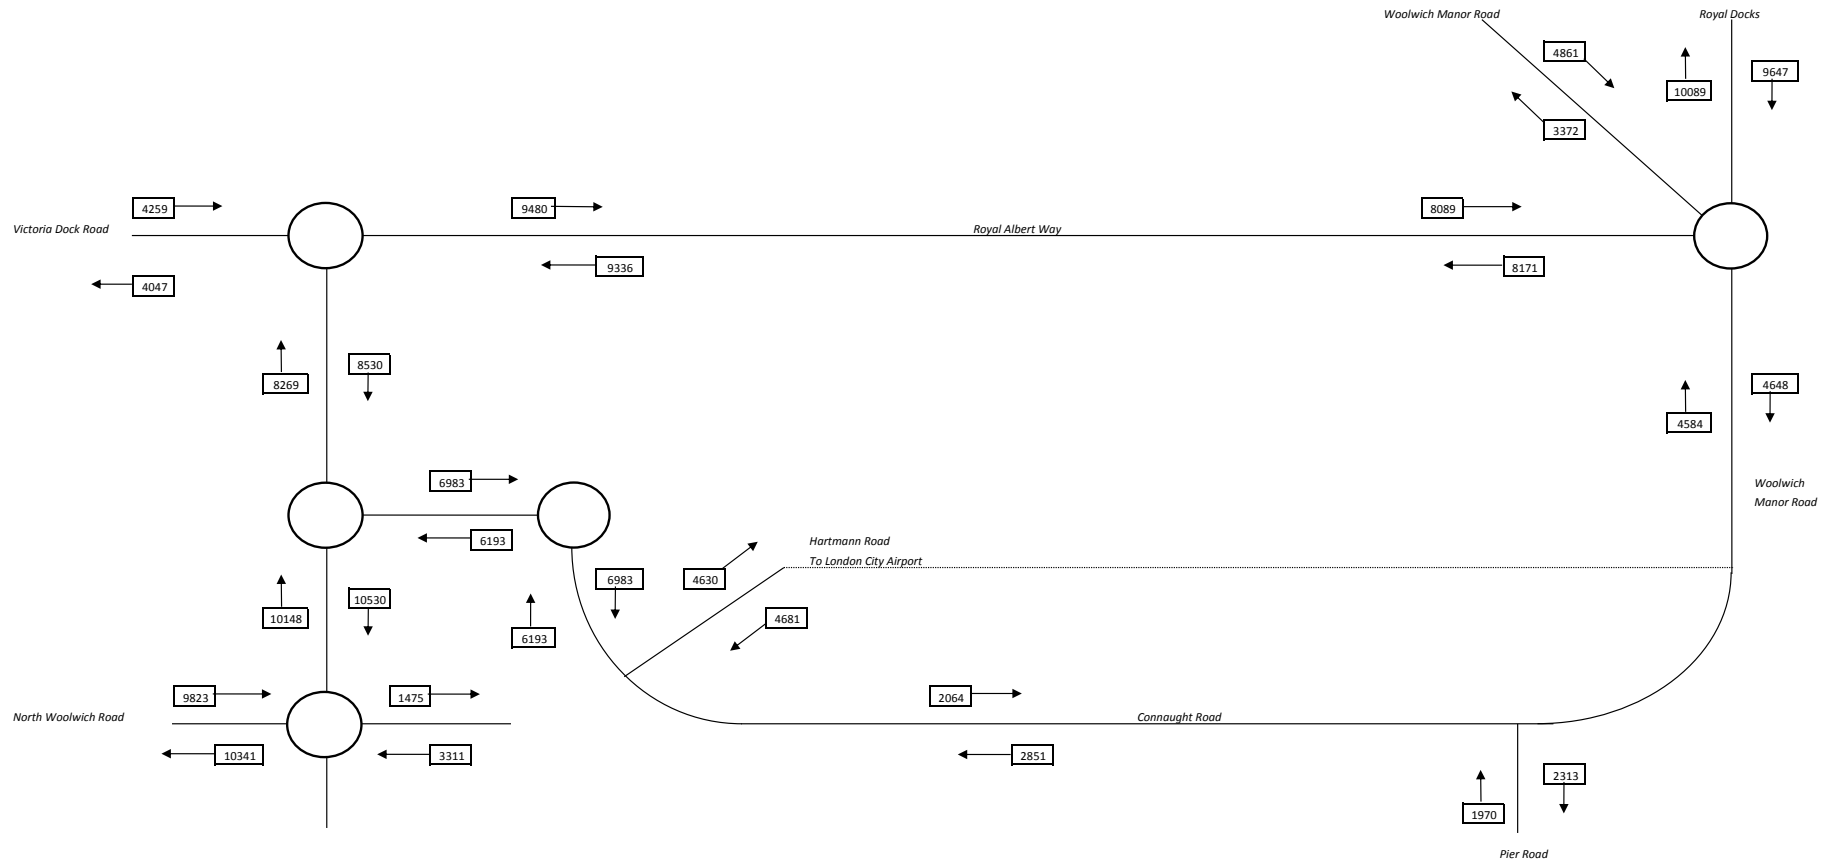 Woolwich Manor Road
Royal Docks
4861
9647
10089
3372
4259
9480
8089
Victoria Dock Road
Royal Albert Way
9336
8171
4047
8530
8269
4648
4584
6983
Woolwich
Manor Road
6193
Hartmann Road
To London City Airport
6983
4630
10530
10148
4681
6193
9823
1475
2064
North Woolwich Road
Connaught Road
10341
3311
2851
2313
1970
Pier Road